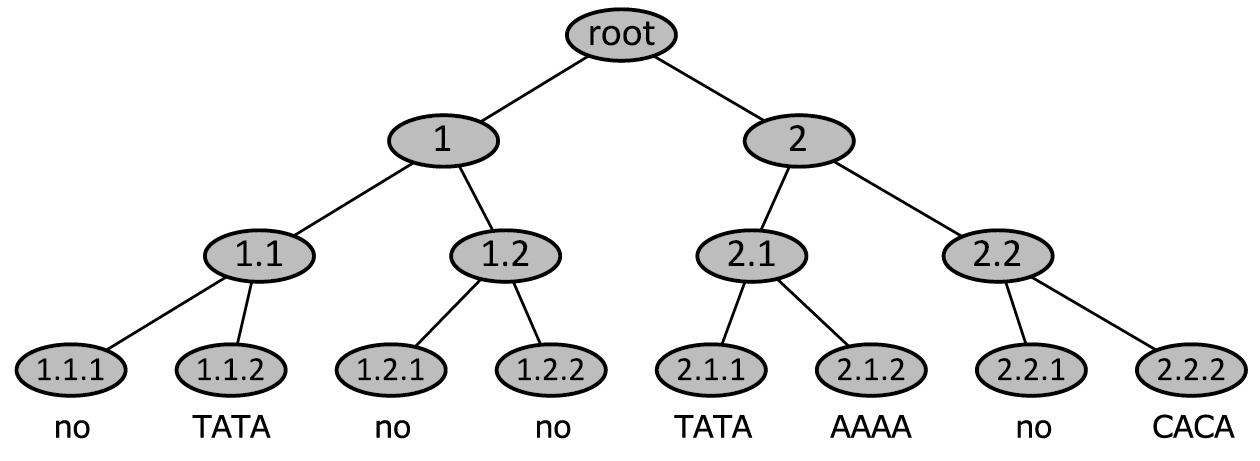 root
1 2
1.1 1.2 2.1 2.2
1.1.1 1.1.2 1.2.1 1.2.2 2.1.1 2.1.2 2.2.1 2.2.2
no TATA no no TATA AAAA no CACA